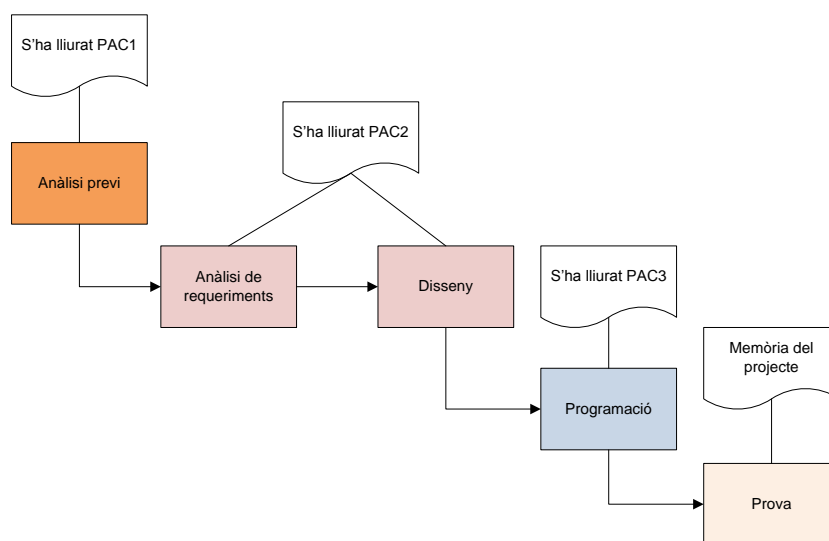 S'ha lliurat PAC1
S'ha lliurat PAC2
Anàlisi previ
Anàlisi de
requeriments
Disseny
S'ha lliurat PAC3
Memòria del
projecte
Programació
Prova